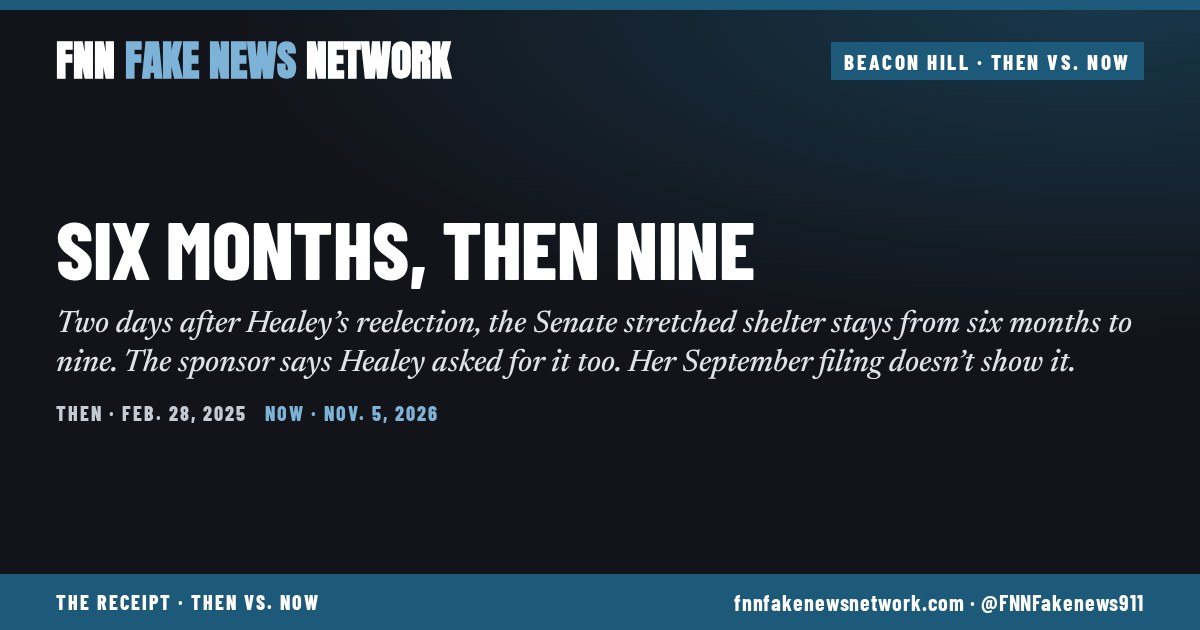 FNN FAKE NEWS NETWORK
BEACON HILL · THEN VS. NOW
SIX MONTHS, THEN NINE
Two days after Healey’s reelection, the Senate stretched shelter stays from six months to
nine. The sponsor says Healey asked for it too. Her September filing doesn’t show it.
THEN · FEB. 28, 2025 NOW · NOV. 5, 2026
THE RECEIPT · THEN VS. NOW
fnnfakenewsnetwork.com · @FNNFakenews911